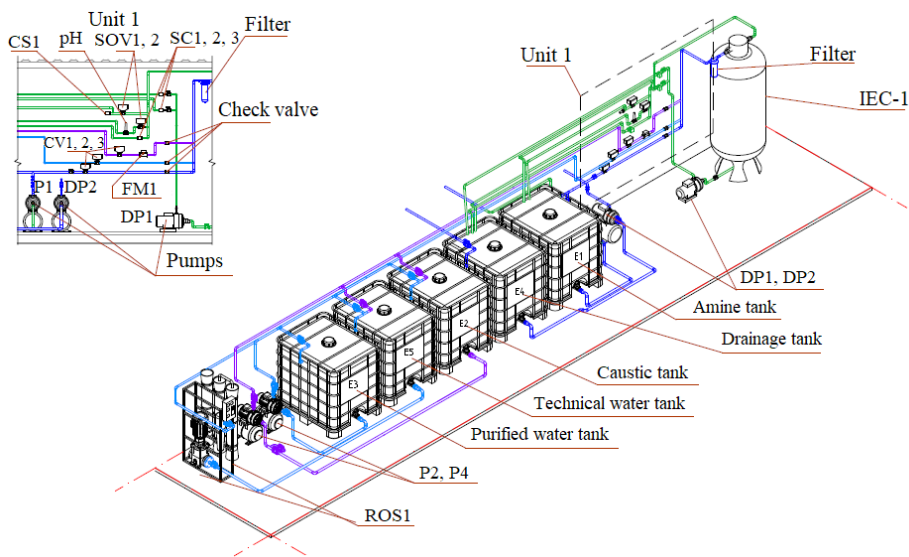 Unit 1
CS1
pH
SOV1, 2
SC1, 2, 3
Filter
Check valve
CV1, 2, 3
FM1
P1
DP2
DP1
Pumps
Unit 1
Filter
IEC-1
DP1, DP2
Amine tank
Drainage tank
Caustic tank
Technical water tank
Purified water tank
P2, P4
ROS1
E1
E4
E2
E5
E3